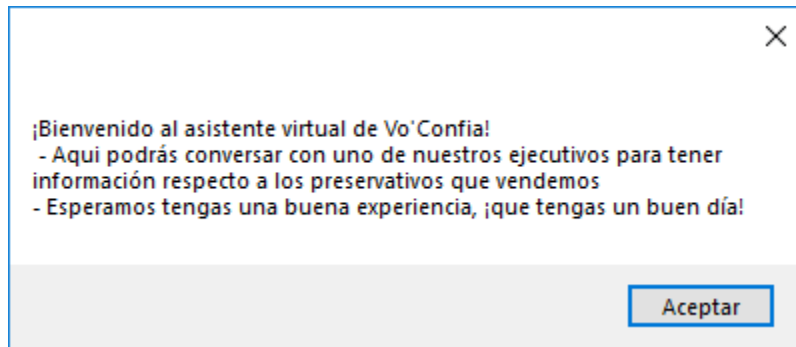 ¡Bienvenido al asistente virtual de Vo'Confia!
- Aqui podrás conversar con uno de nuestros ejecutivos para tener
información respecto a los preservativos que vendemos
- Esperamos tengas una buena experiencia, ¡que tengas un buen día!
Aceptar